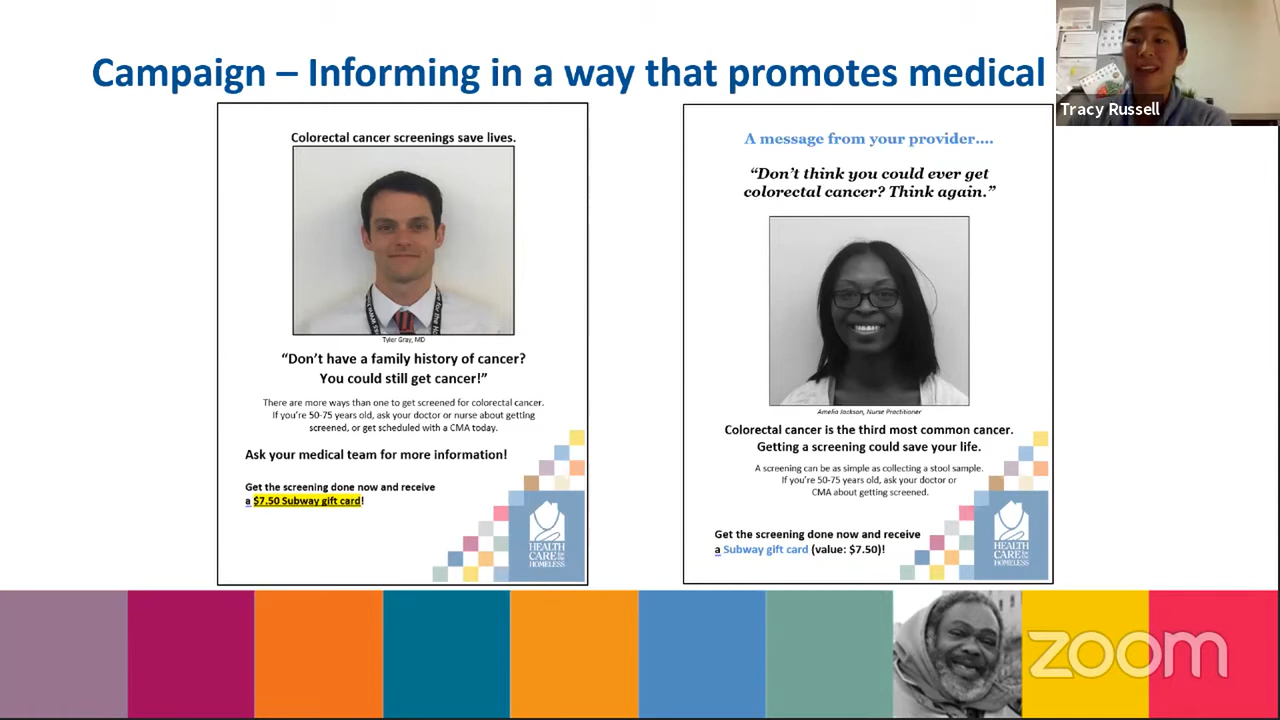 Campaign – Informing in a way that promotes medical
Tracy Russell
Colorectal cancer screenings save lives.
Tyler Gray, MD
“Don’t have a family history of cancer?
You could still get cancer!”
There are more ways than one to get screened for colorectal cancer.
If you’re 50-75 years old, ask your doctor or nurse about getting
screened, or get scheduled with a CMA today.
Ask your medical team for more information!
Get the screening done now and receive
a $7.50 Subway gift card!
HEALTH
CARE for the
HOMELESS
A message from your provider....
“Don’t think you could ever get
colorectal cancer? Think again.”
Amelia Jackson, Nurse Practitioner
Colorectal cancer is the third most common cancer.
Getting a screening could save your life.
A screening can be as simple as collecting a stool sample.
If you’re 50-75 years old, ask your doctor or
CMA about getting screened.
Get the screening done now and receive
a Subway gift card (value: $7.50)!
HEALTH
CARE for the
HOMELESS
zoom